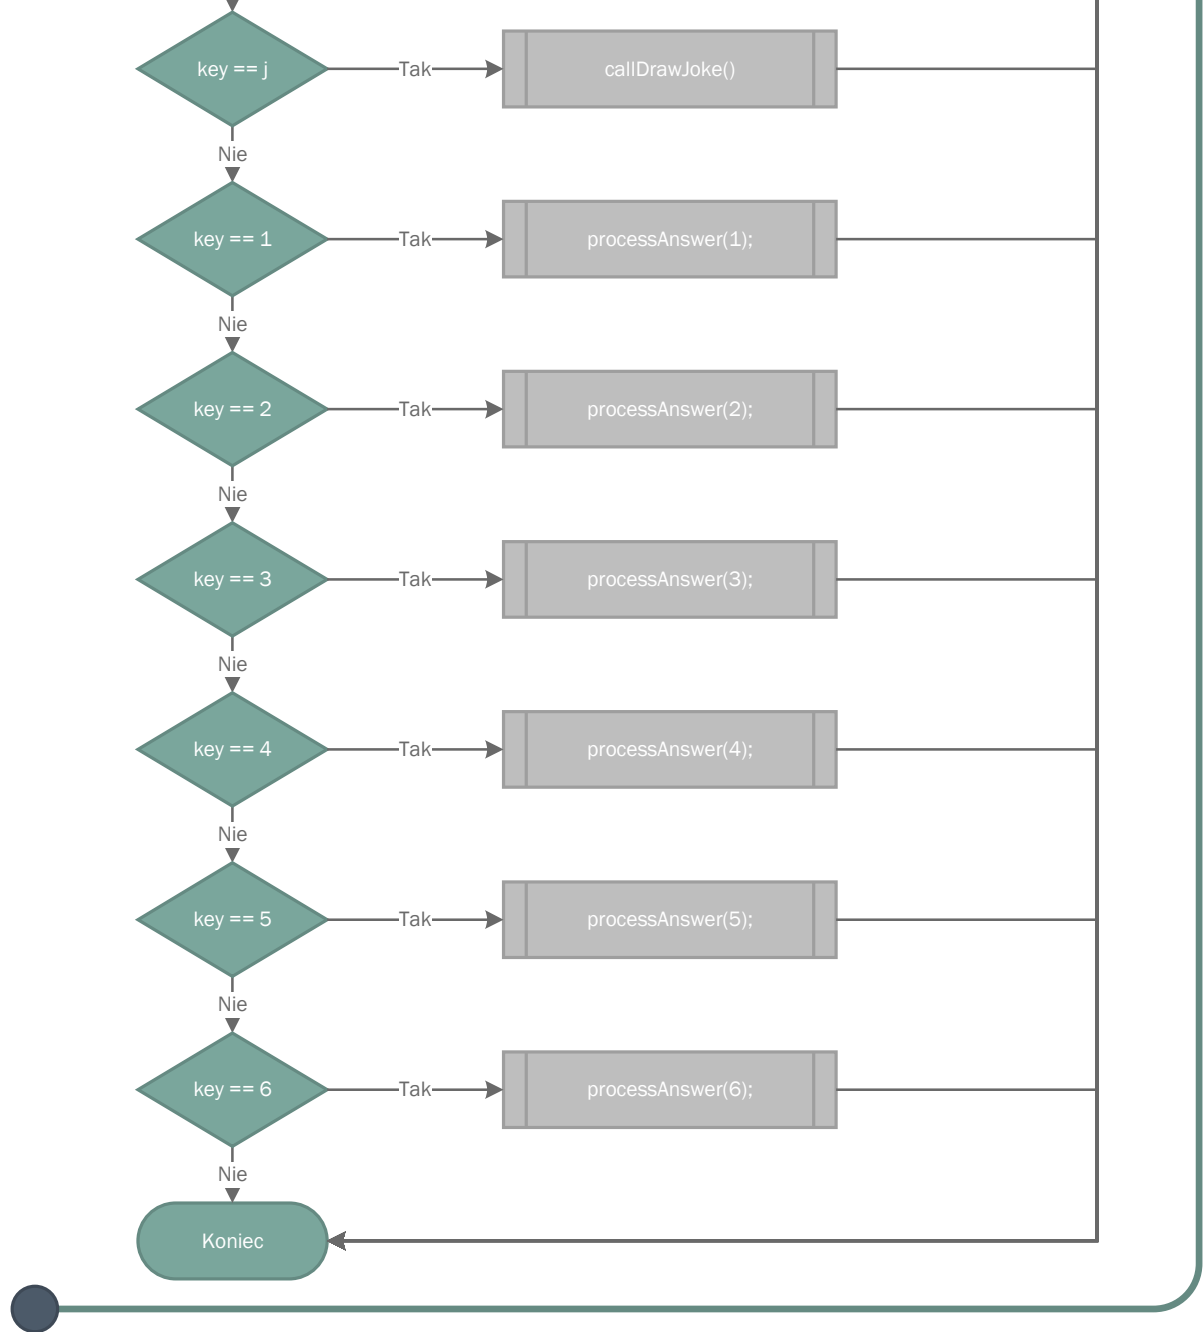 key == j
Tak
callDrawJoke()
Nie
key == 1
Tak
processAnswer(1);
Nie
key == 2
Tak
processAnswer(2);
Nie
key == 3
Tak
processAnswer(3);
Nie
key == 4
Tak
processAnswer(4);
Nie
key == 5
Tak
processAnswer(5);
Nie
key == 6
Tak
processAnswer(6);
Nie
Koniec